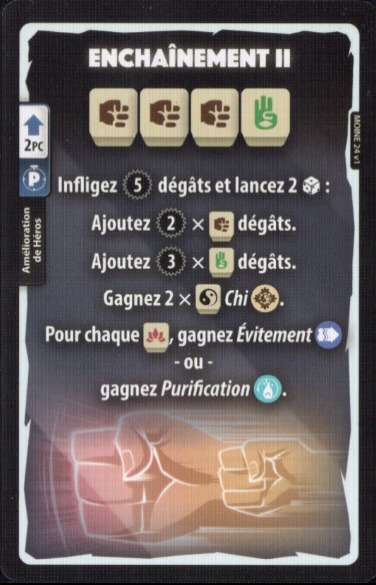 ENCHAÎNEMENT II
MOINE 24 v1
2PC
P
Amélioration
de Héros
Infligez 5 dégâts et lancez 2 :
Ajoutez 2 × dégâts.
Ajoutez 3 × dégâts.
Gagnez 2 × Chi .
Pour chaque , gagnez Évitement
- ou -
gagnez Purification .